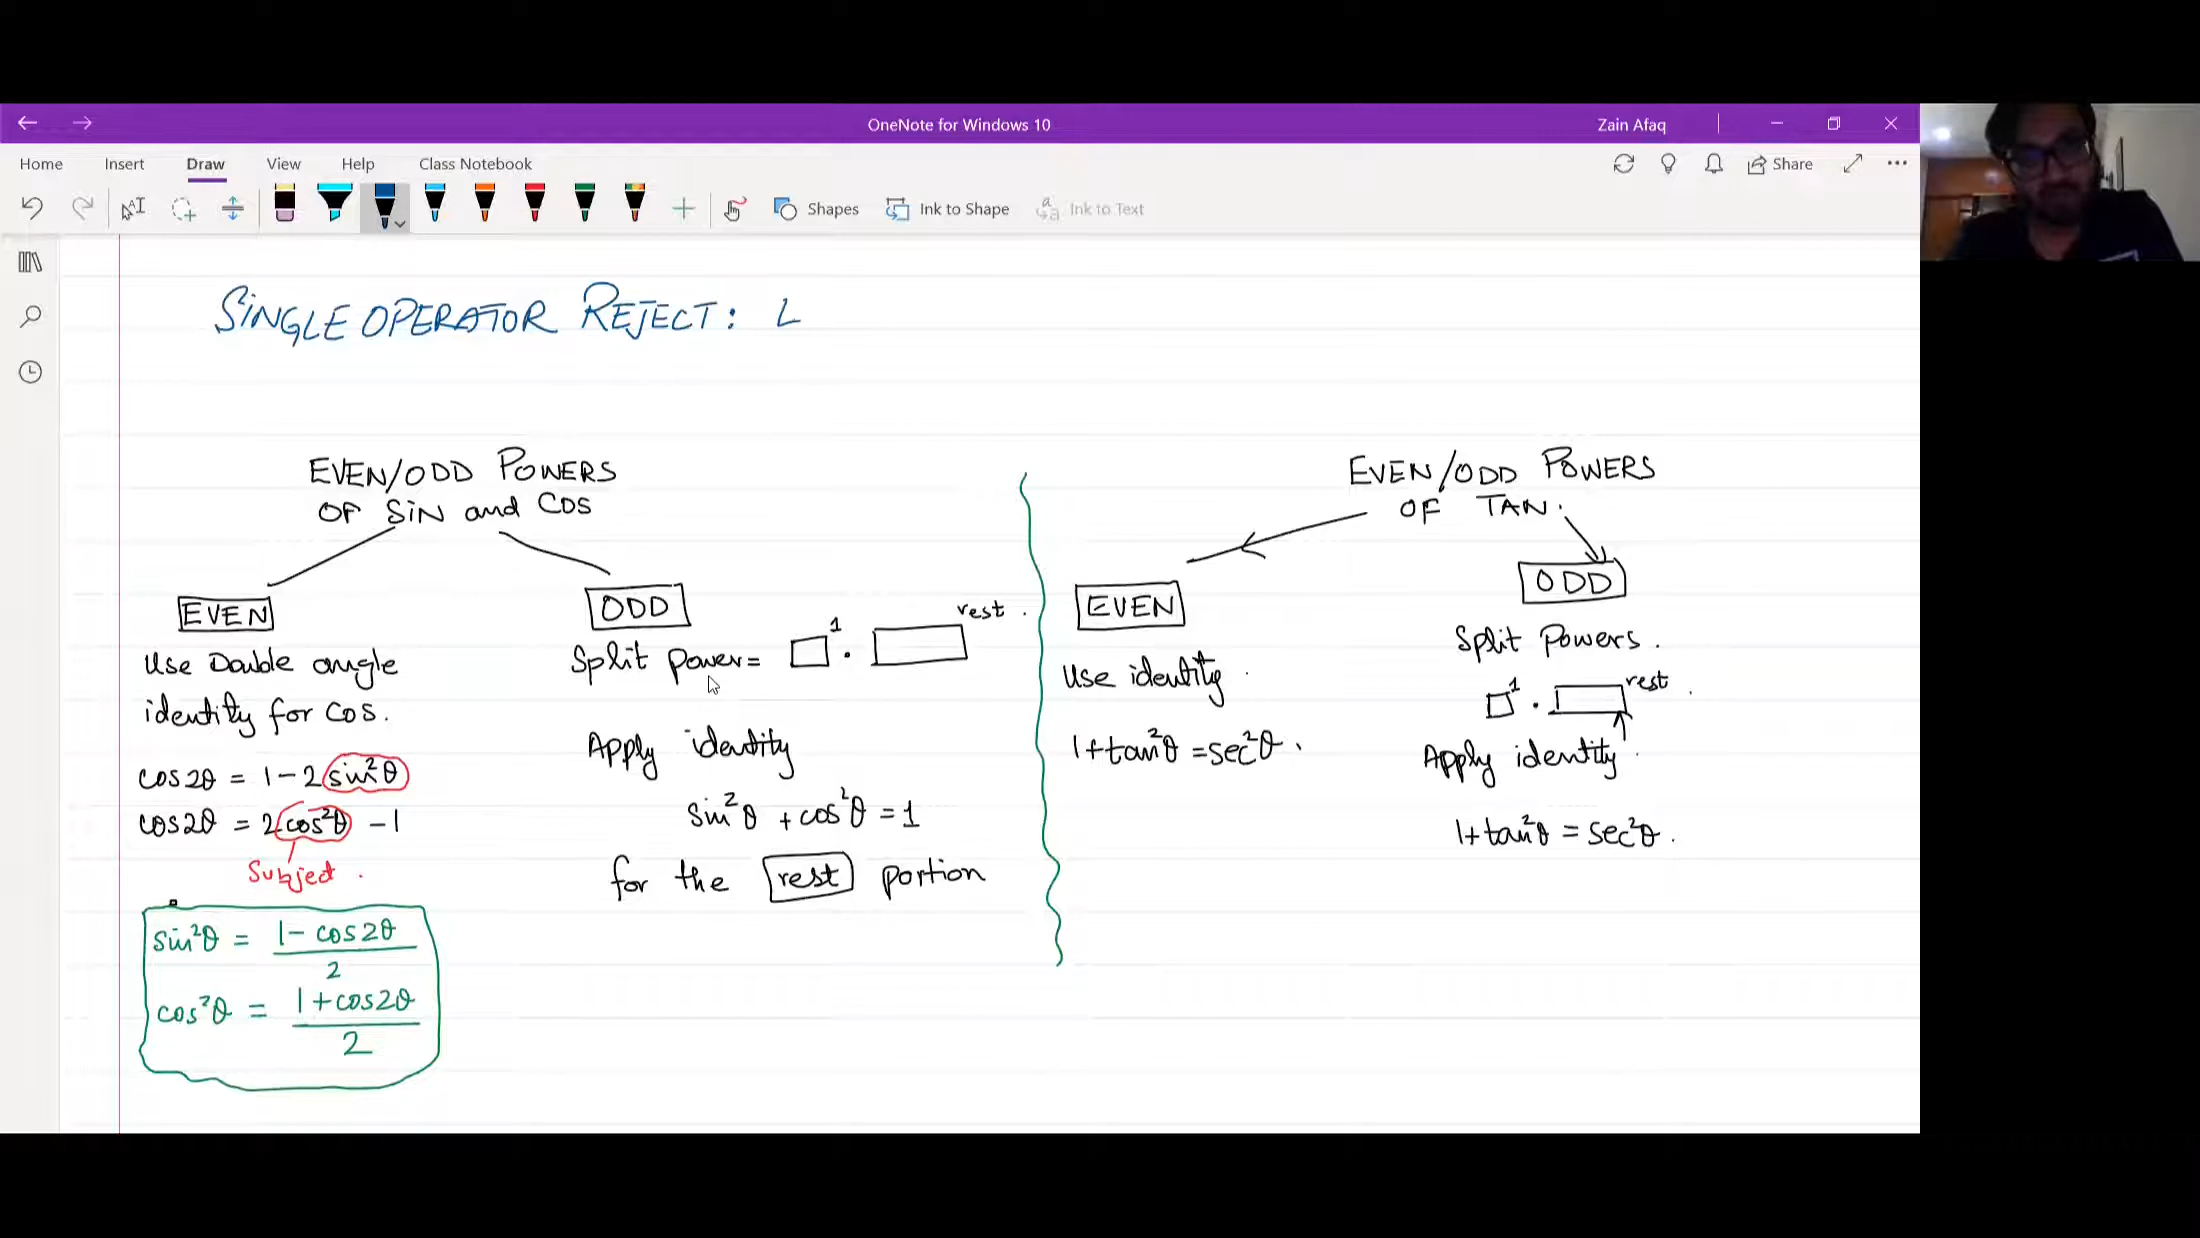 OneNote for Windows 10
Zain Afaq
Home Insert Draw View Help Class Notebook
Share
Shapes Ink to Shape Ink to Text
SINGLE OPERATOR REJECT: L
EVEN/ODD POWERS
OF SiN and COS
EVEN
Use Double angle
identity for cos.
cos2θ = 1-2 sin²θ
cos2θ = 2 cos²θ -1
Subject.
sin²θ = 1- cos2θ / 2
cos²θ = 1+cos2θ / 2
ODD
Split power= □¹ . □ rest.
Apply identity
sin²θ + cos²θ = 1
for the rest portion
EVEN/ODD POWERS
OF TAN.
EVEN
Use identity.
1+tan²θ = sec²θ.
ODD
Split Powers.
□¹ . □ rest.
Apply identity.
1+tan²θ = sec²θ.